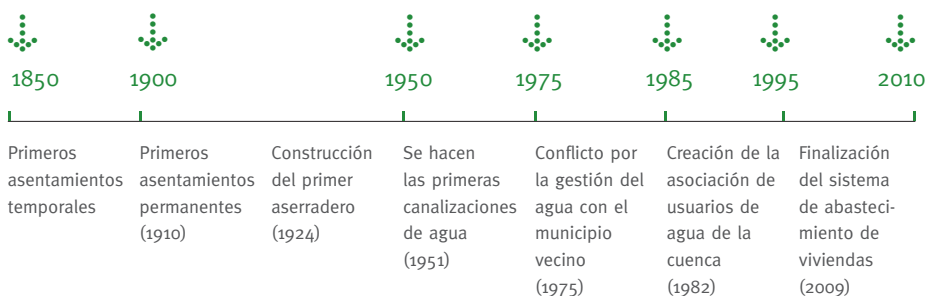 1850
1900
1950
1975
1985
1995
2010
Primeros
asentamientos
temporales
Primeros
asentamientos
permanentes
(1910)
Construcción
del primer
aserradero
(1924)
Se hacen
las primeras
canalizaciones
de agua
(1951)
Conflicto por
la gestión del
agua con el
municipio
vecino
(1975)
Creación de la
asociación de
usuarios de
agua de la
cuenca
(1982)
Finalización
del sistema
de abasteci-
miento de
viviendas
(2009)